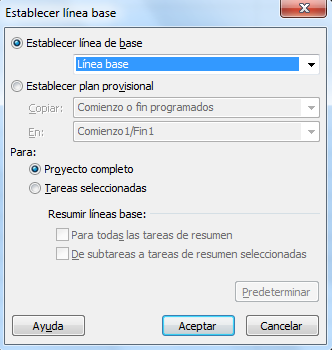 Establecer línea base
Establecer línea de base
Línea base
Establecer plan provisional
Copiar: Comienzo o fin programados
En: Comienzo1/Fin1
Para:
Proyecto completo
Tareas seleccionadas
Resumir líneas base:
Para todas las tareas de resumen
De subtareas a tareas de resumen seleccionadas
Predeterminar
Ayuda Aceptar Cancelar